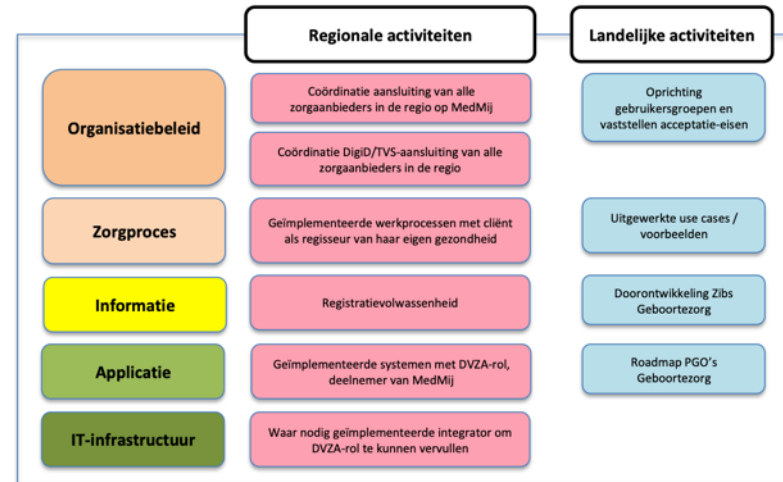 Regionale activiteiten
Landelijke activiteiten
Organisatiebeleid
Coördinatie aansluiting van alle
zorgaanbieders in de regio op MedMij
Oprichting
gebruikersgroepen en
vaststellen acceptatie-eisen
Coördinatie DigiD/TVS-aansluiting van alle
zorgaanbieders in de regio
Zorgproces
Geïmplementeerde werkprocessen met cliënt
als regisseur van haar eigen gezondheid
Uitgewerkte use cases /
voorbeelden
Informatie
Registratievolwassenheid
Doorontwikkeling Zibs
Geboortezorg
Applicatie
Geïmplementeerde systemen met DVZA-rol,
deelnemer van MedMij
Roadmap PGO's
Geboortezorg
IT-infrastructuur
Waar nodig geïmplementeerde integrator om
DVZA-rol te kunnen vervullen